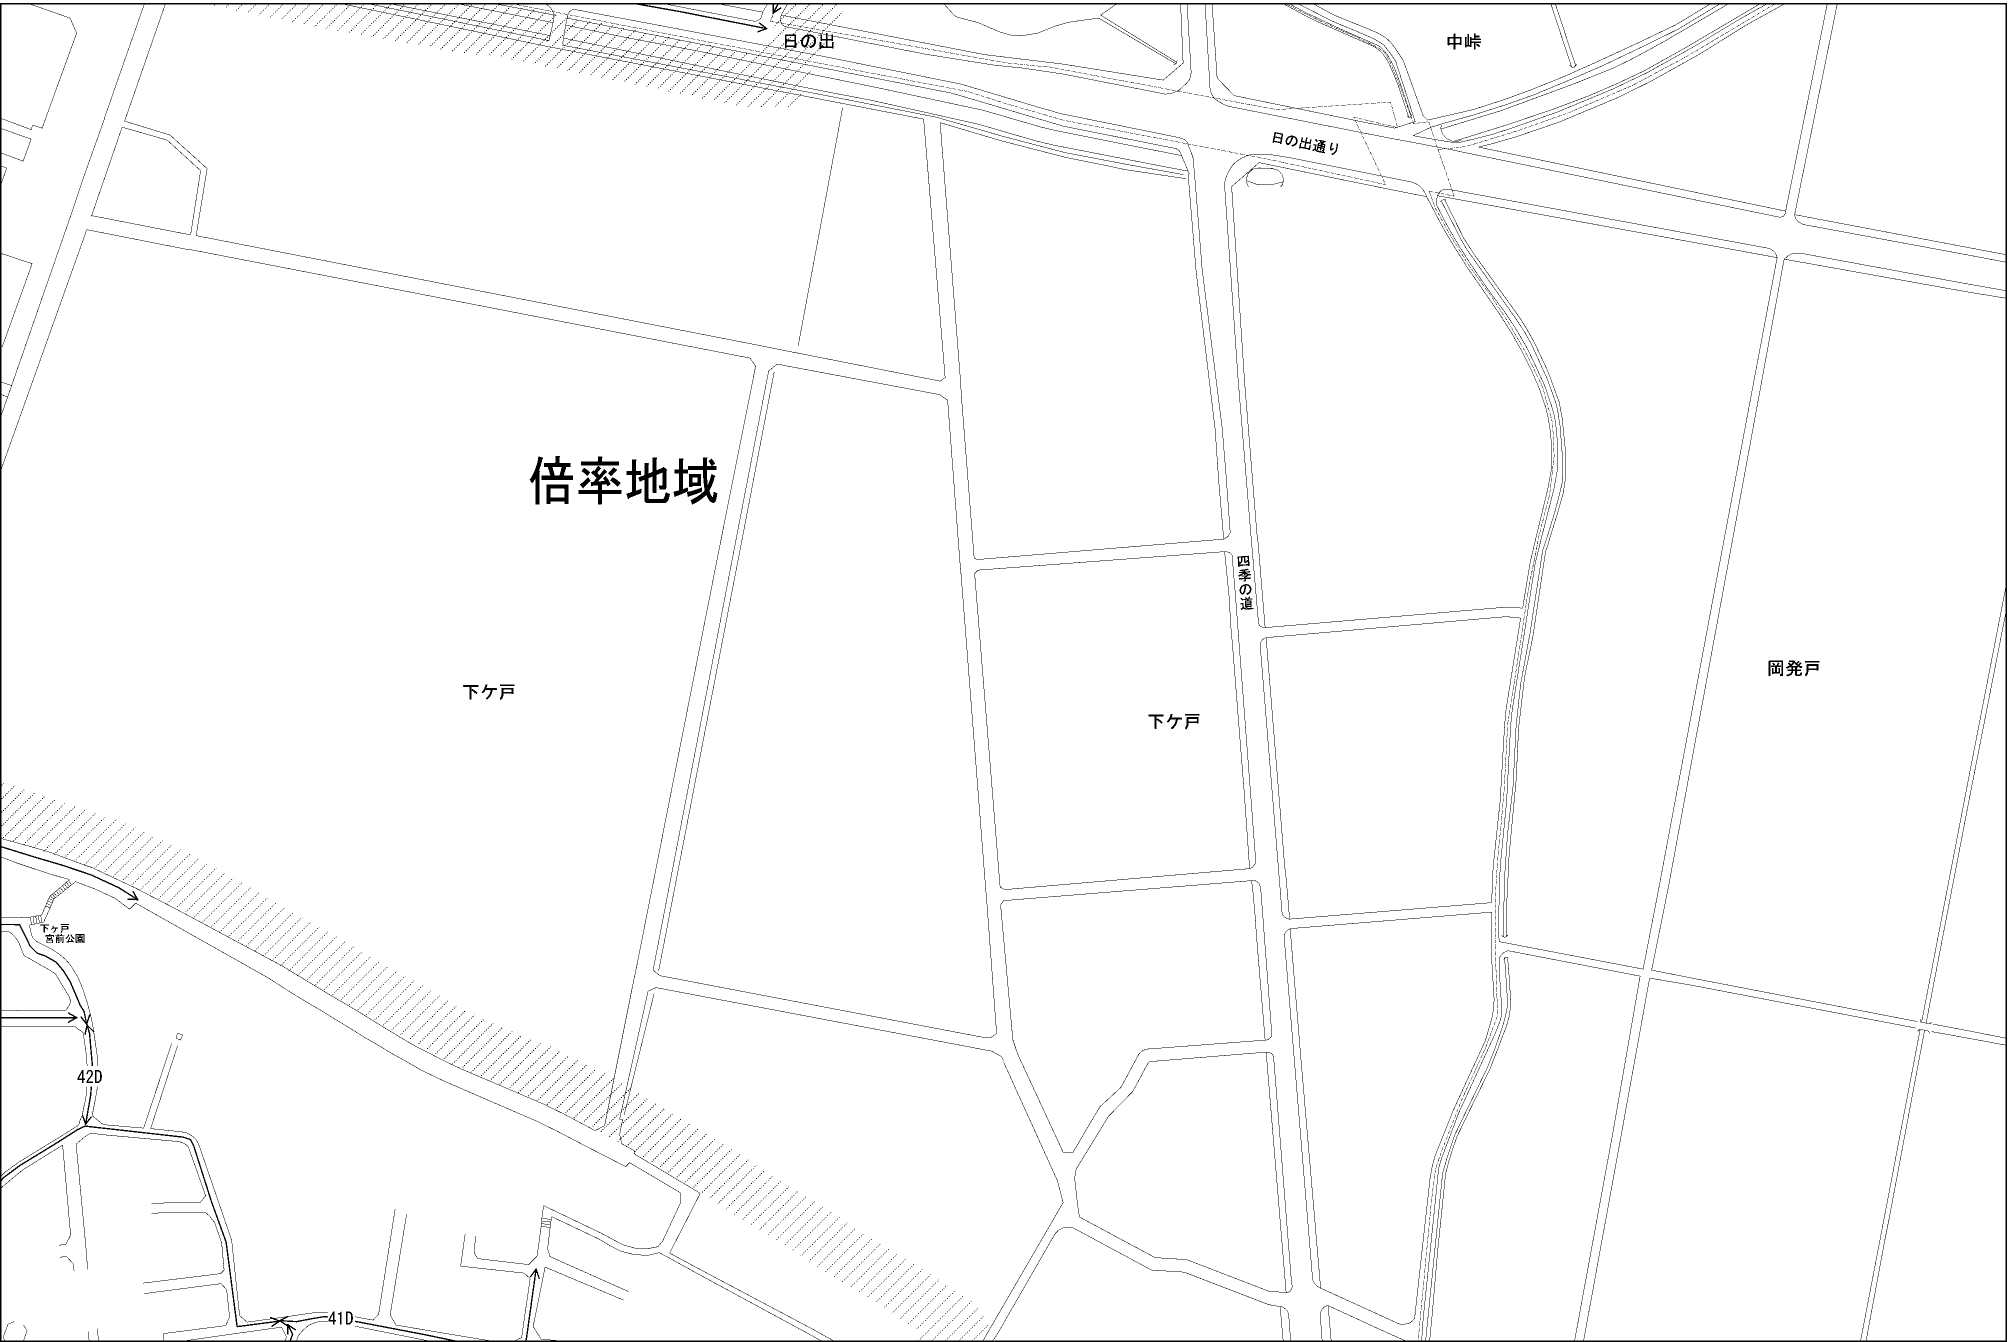 日の出
中峠
日の出通り
倍率地域
四季の道
岡発戸
下ケ戸
下ケ戸
下ヶ戸
宮前公園
42D
41D